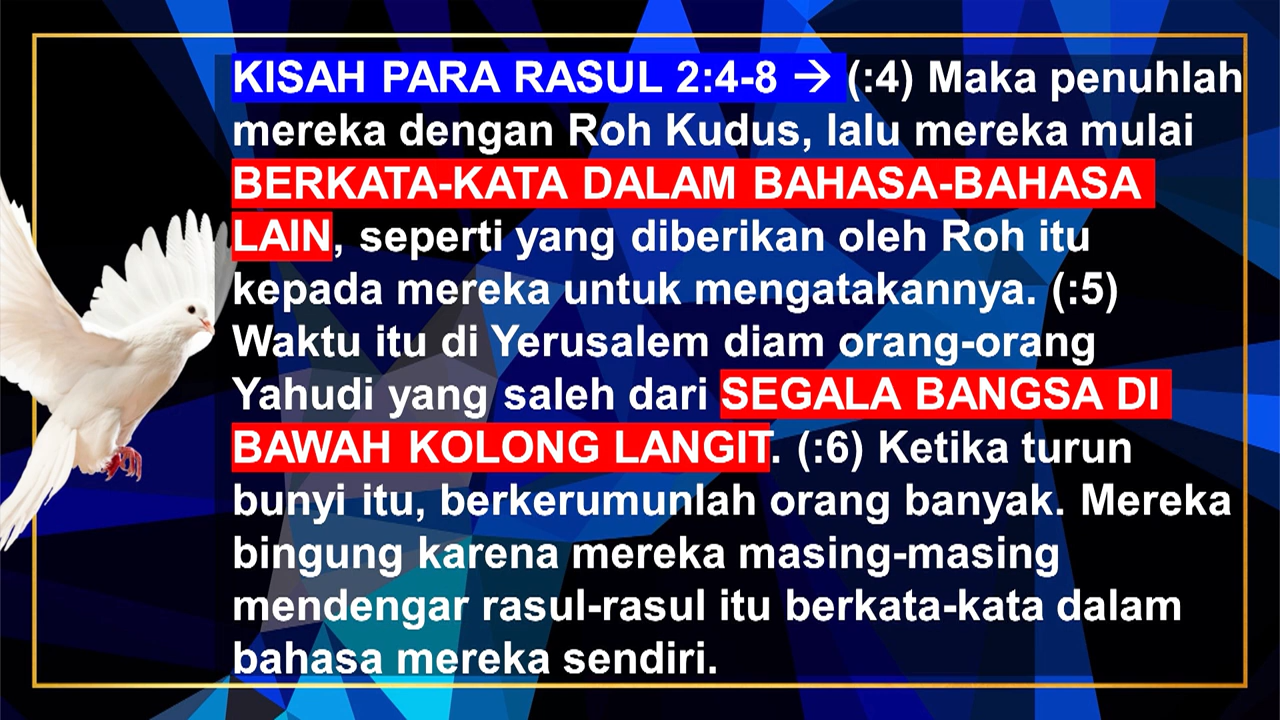 KISAH PARA RASUL 2:4-8 → (:4) Maka penuhlah
mereka dengan Roh Kudus, lalu mereka mulai
BERKATA-KATA DALAM BAHASA-BAHASA
LAIN, seperti yang diberikan oleh Roh itu
kepada mereka untuk mengatakannya. (:5)
Waktu itu di Yerusalem diam orang-orang
Yahudi yang saleh dari SEGALA BANGSA DI
BAWAH KOLONG LANGIT. (:6) Ketika turun
bunyi itu, berkerumunlah orang banyak. Mereka
bingung karena mereka masing-masing
mendengar rasul-rasul itu berkata-kata dalam
bahasa mereka sendiri.